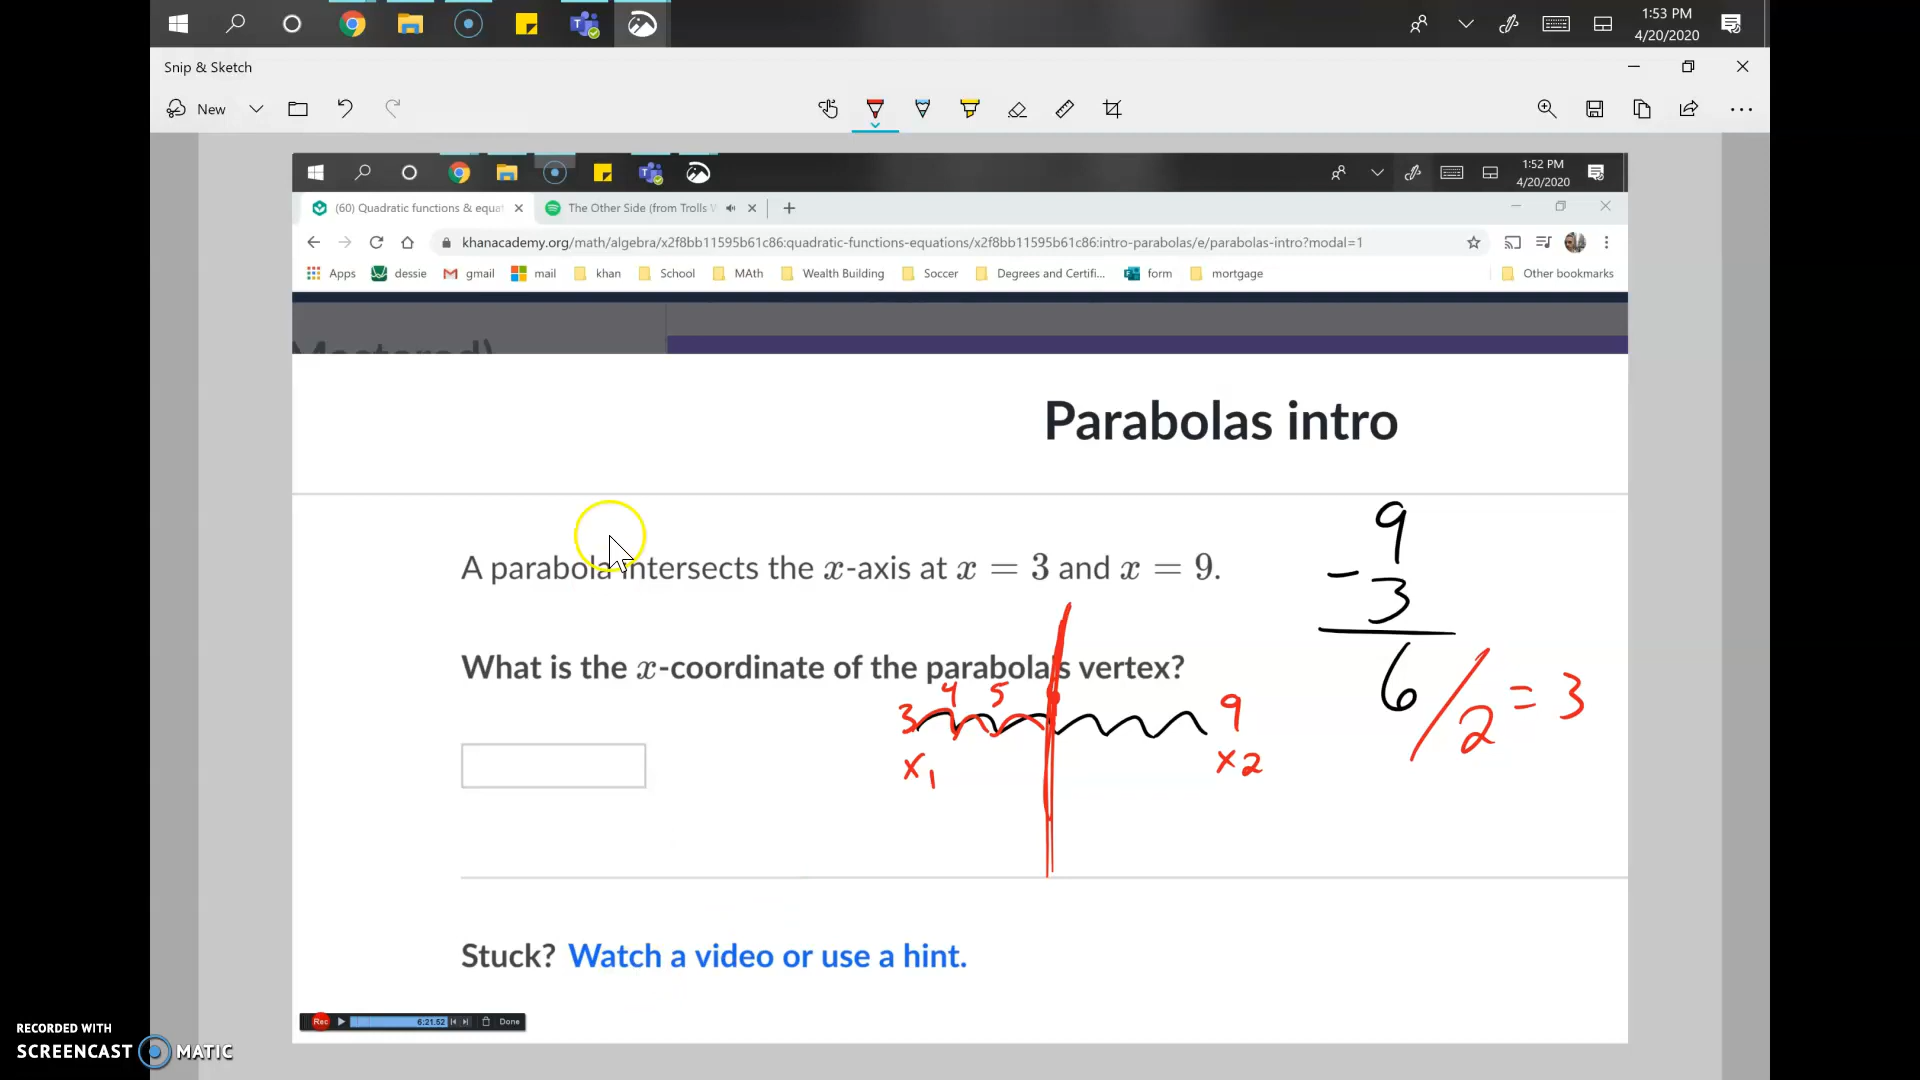 1:53 PM
4/20/2020
Snip & Sketch
New
1:52 PM
4/20/2020
(60) Quadratic functions & equat
The Other Side (from Trolls W
khanacademy.org/math/algebra/x2f8bb11595b61c86:quadratic-functions-equations/x2f8bb11595b61c86:intro-parabolas/e/parabolas-intro?modal=1
Apps dessie gmail mail khan School MAth Wealth Building Soccer Degrees and Certifi... form mortgage Other bookmarks
Mastered)
Parabolas intro
A parabola intersects the x-axis at x = 3 and x = 9.
What is the x-coordinate of the parabola's vertex?
9
- 3
6 / 2 = 3
3 4 5 9
x1 x2
Stuck? Watch a video or use a hint.
Rec 6:21.52 Done
RECORDED WITH
SCREENCAST MATIC